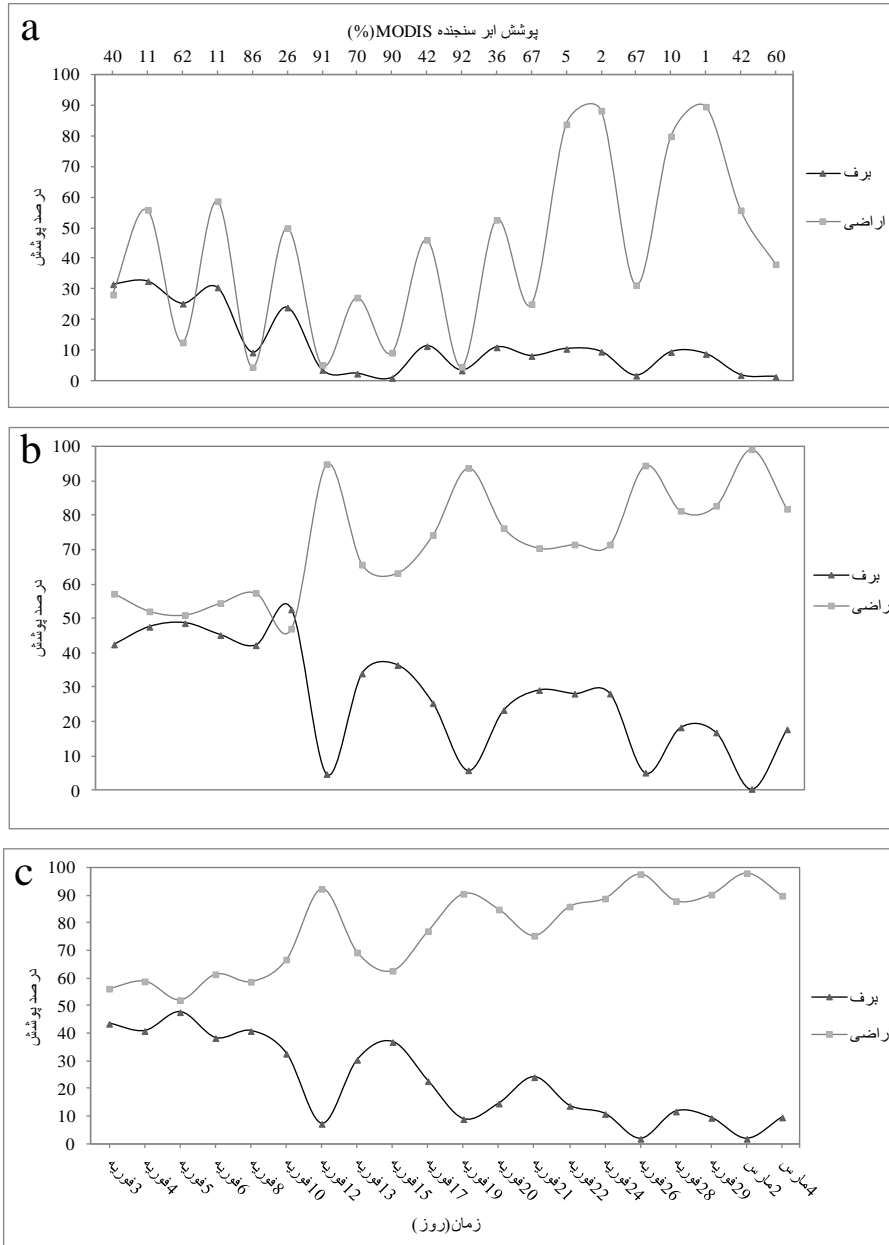 a
پوشش ابر سنجنده MODIS(%)
40 11 62 11 86 26 91 70 90 42 92 36 67 5 2 67 10 1 42 60
100
90
80
70
60
50
40
30
20
10
0
درصد پوشش
برف
اراضی
b
100
90
80
70
60
50
40
30
20
10
0
درصد پوشش
برف
اراضی
c
100
90
80
70
60
50
40
30
20
10
0
درصد پوشش
برف
راضی
3فوریه
4فوریه
5فوریه
6فوریه
8فوریه
10فوریه
12فوریه
13فوریه
15فوریه
17فوریه
19فوریه
20فوریه
21فوریه
22فوریه
24فوریه
26فوریه
28فوریه
29فوریه
2مارس
4مارس
زمان(روز)